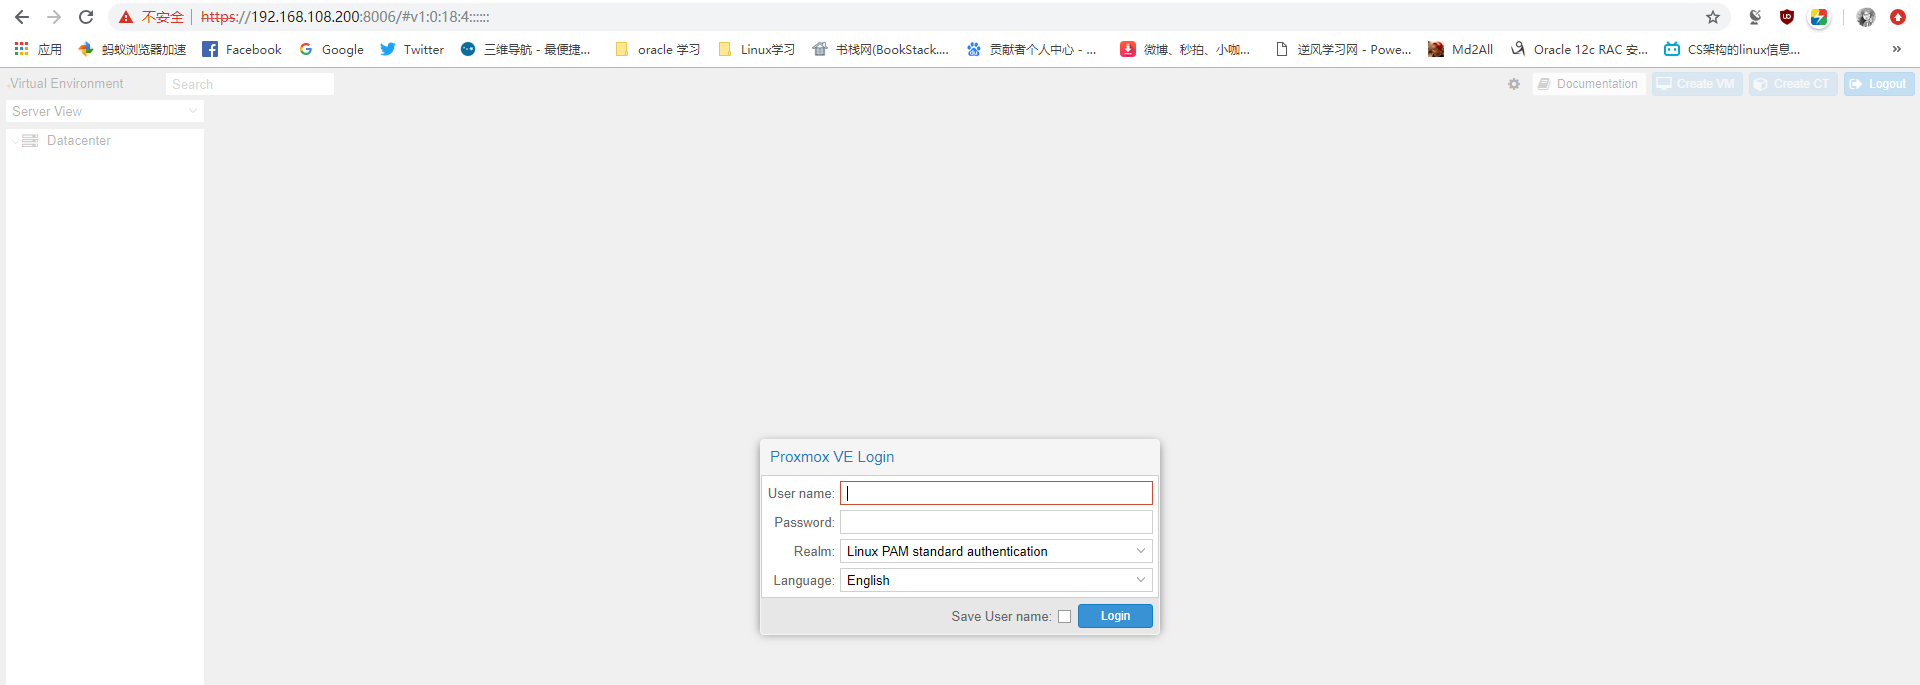 不安全 https://192.168.108.200:8006/#v1:0:18:4::::::
应用 蚂蚁浏览器加速 Facebook Google Twitter 三维导航 - 最便捷... oracle 学习 Linux学习 书栈网(BookStack.... 贡献者个人中心 - ... 微博、秒拍、小咖... 逆风学习网 - Powe... Md2All Oracle 12c RAC 安... CS架构的linux信息... »
Virtual Environment Search Documentation Create VM Create CT Logout
Server View
Datacenter
Proxmox VE Login
User name:
Password:
Realm: Linux PAM standard authentication
Language: English
Save User name: Login